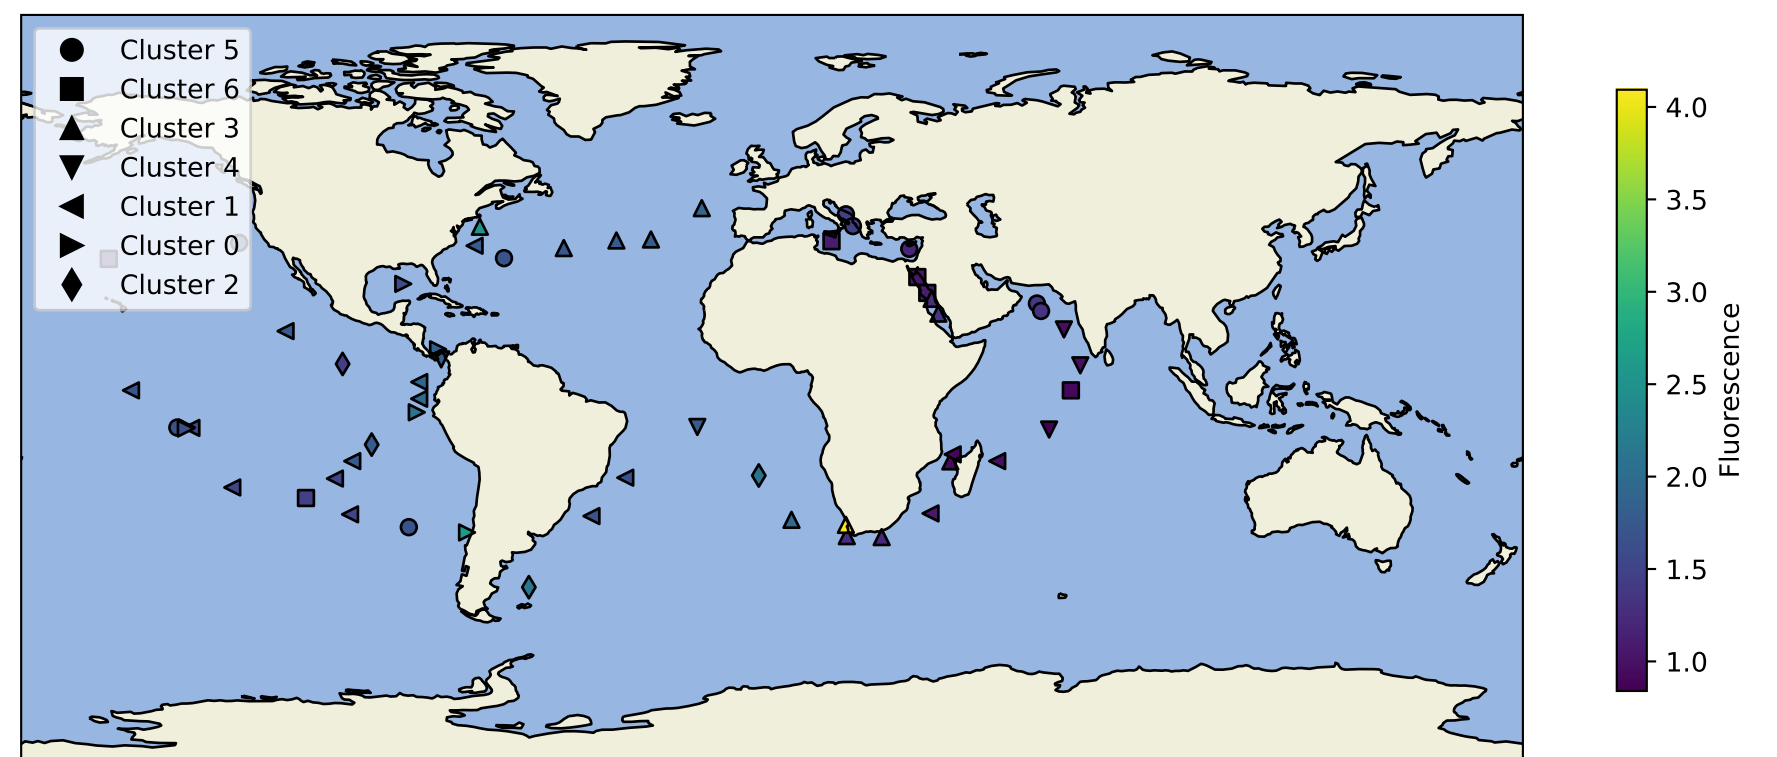 Cluster 5
Cluster 6
Cluster 3
Cluster 4
Cluster 1
Cluster 0
Cluster 2
4.0
3.5
3.0
2.5
2.0
1.5
1.0
Fluorescence